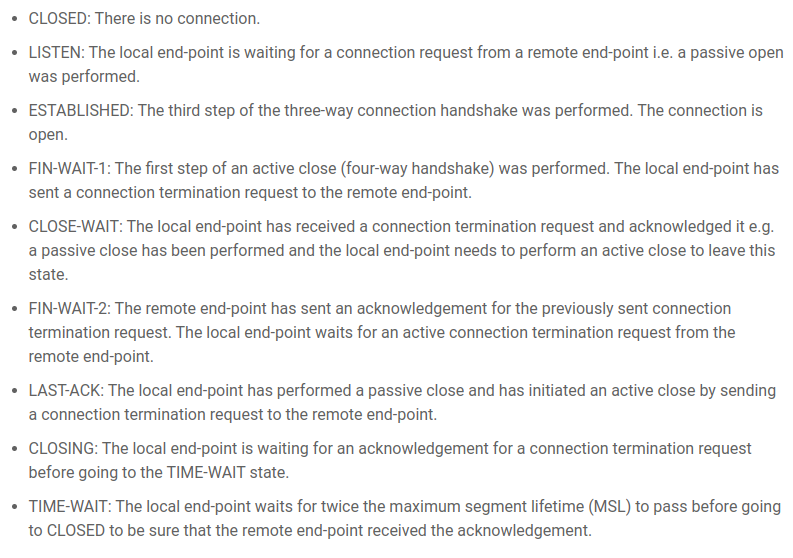 • CLOSED: There is no connection.
• LISTEN: The local end-point is waiting for a connection request from a remote end-point i.e. a passive open
was performed.
• ESTABLISHED: The third step of the three-way connection handshake was performed. The connection is
open.
• FIN-WAIT-1: The first step of an active close (four-way handshake) was performed. The local end-point has
sent a connection termination request to the remote end-point.
• CLOSE-WAIT: The local end-point has received a connection termination request and acknowledged it e.g.
a passive close has been performed and the local end-point needs to perform an active close to leave this
state.
• FIN-WAIT-2: The remote end-point has sent an acknowledgement for the previously sent connection
termination request. The local end-point waits for an active connection termination request from the
remote end-point.
• LAST-ACK: The local end-point has performed a passive close and has initiated an active close by sending
a connection termination request to the remote end-point.
• CLOSING: The local end-point is waiting for an acknowledgement for a connection termination request
before going to the TIME-WAIT state.
• TIME-WAIT: The local end-point waits for twice the maximum segment lifetime (MSL) to pass before going
to CLOSED to be sure that the remote end-point received the acknowledgement.